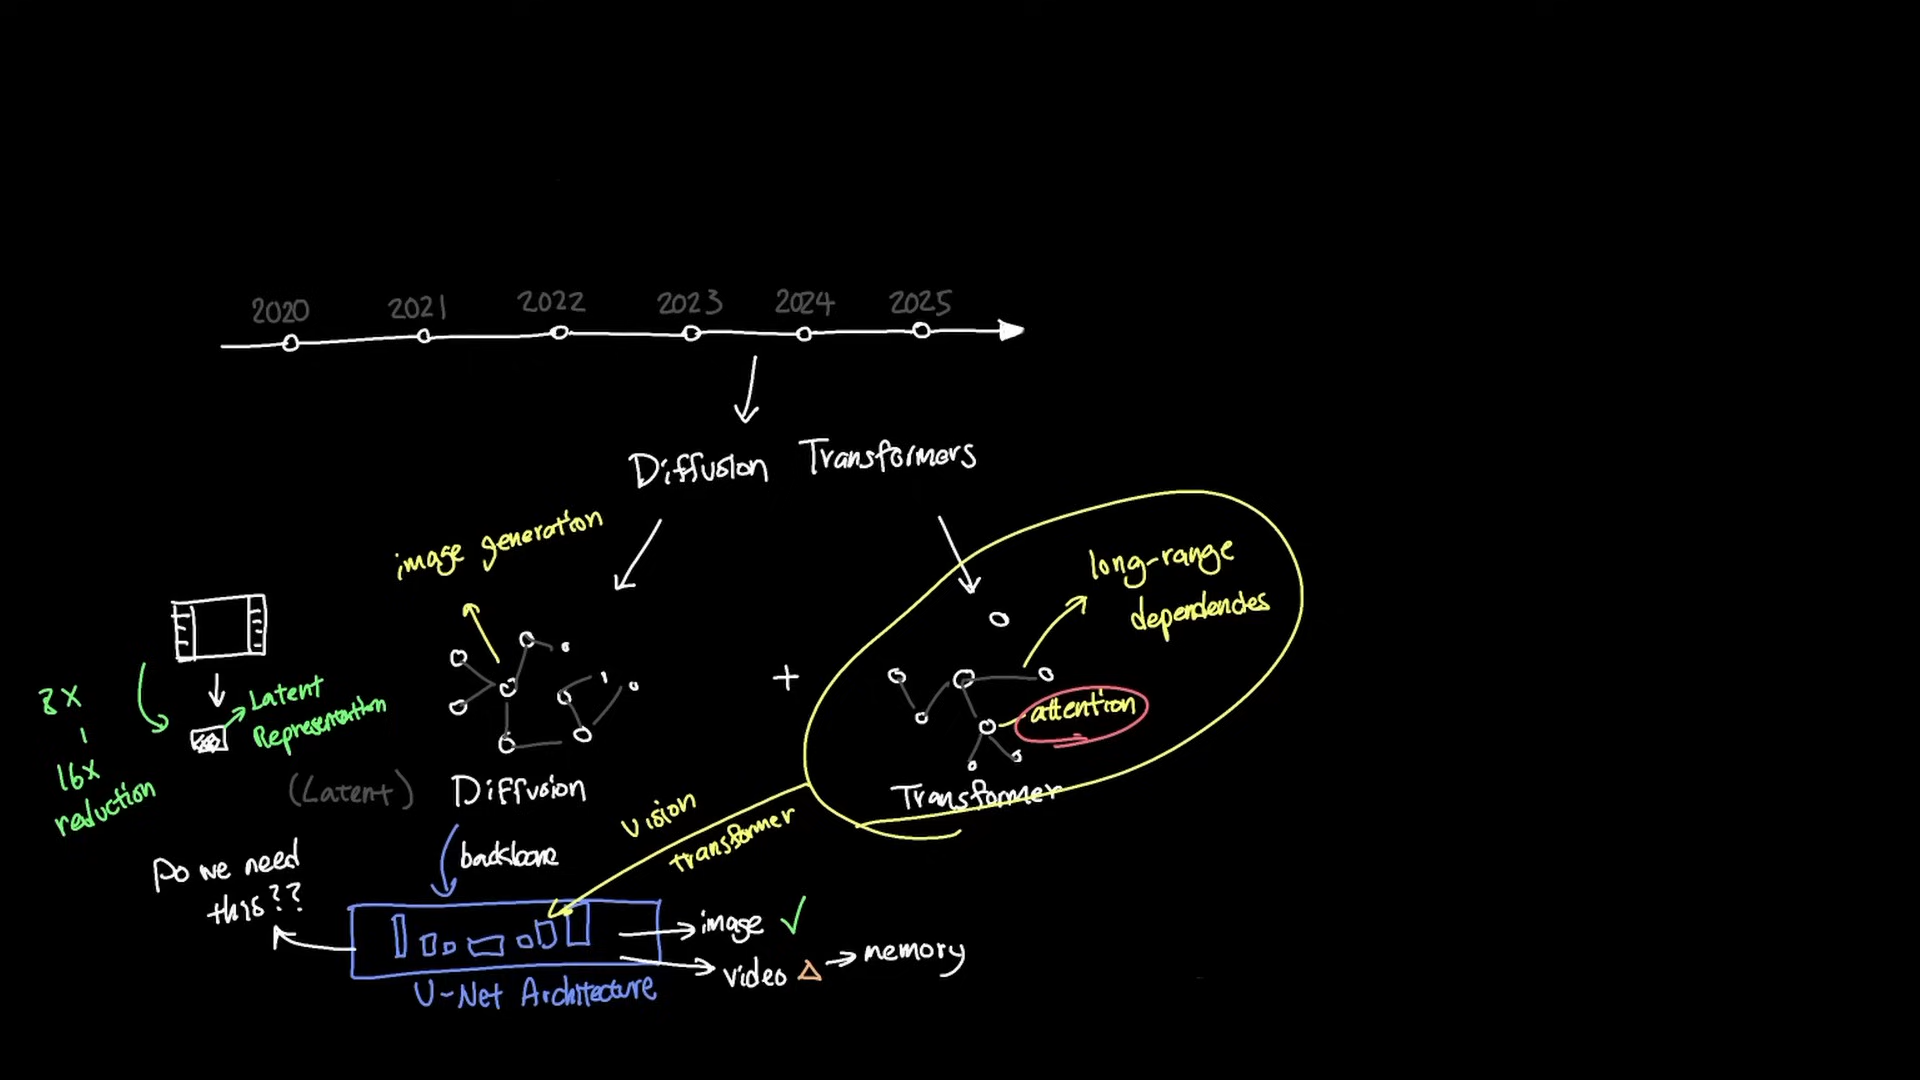 2020 2021 2022 2023 2024 2025
Diffusion Transformers
image generation
long-range
dependencies
8X
16X
reduction
Latent
Representation
attention
+
(Latent) Diffusion
Transformer
backbone
Vision
transformer
Do we need
this??
image ✓
video △ → memory
U-Net Architecture